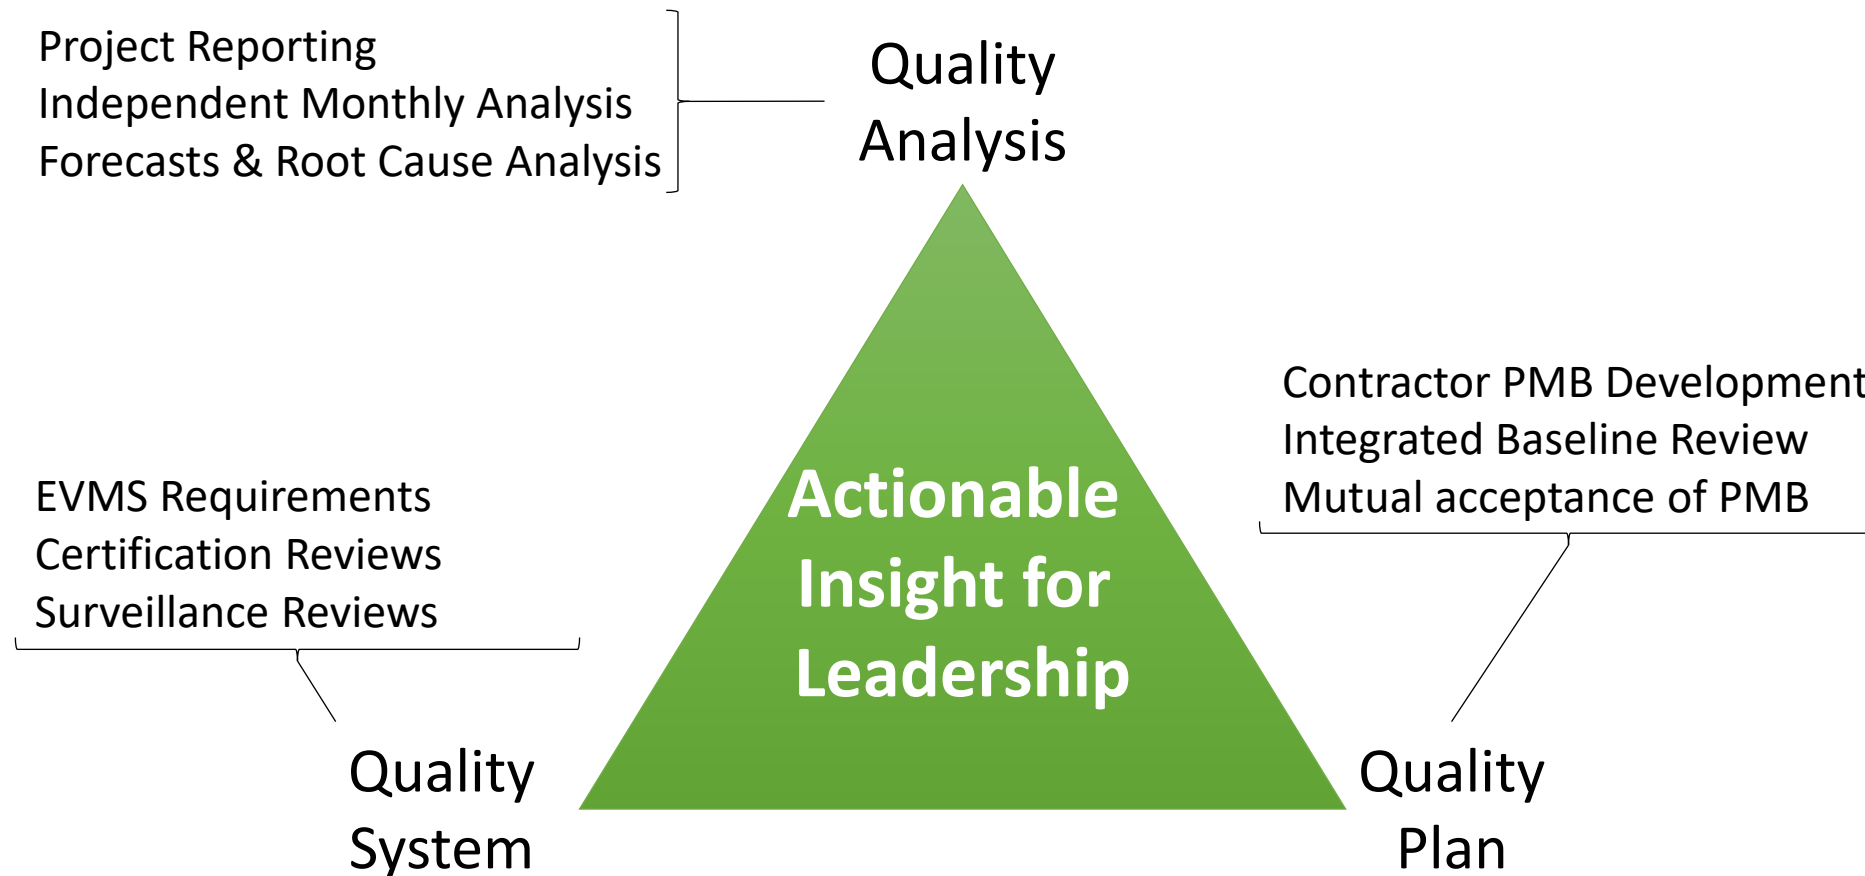 Project Reporting
Independent Monthly Analysis
Forecasts & Root Cause Analysis
Quality
Analysis
Contractor PMB Development
Integrated Baseline Review
Mutual acceptance of PMB
EVMS Requirements
Certification Reviews
Surveillance Reviews
Actionable
Insight for
Leadership
Quality
System
Quality
Plan